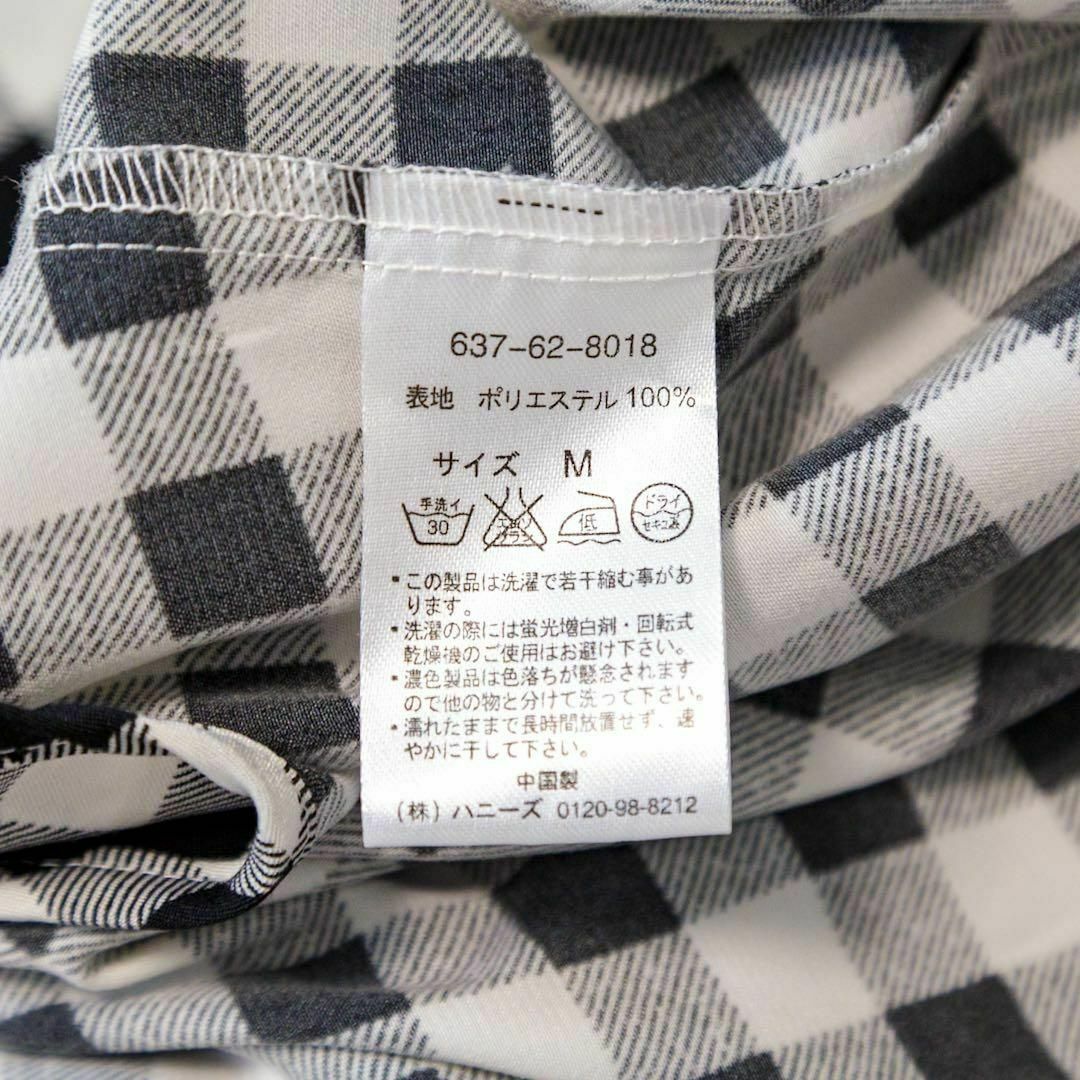 637-62-8018
表地 ポリエステル 100%
サイズ M
手洗イ 30 エンソ サラシ 低 ドライ セキユ系
・この製品は洗濯で若干縮む事があ
ります。
・洗濯の際には蛍光増白剤・回転式
乾燥機のご使用はお避け下さい。
・濃色製品は色落ちが懸念されます
ので他の物と分けて洗って下さい。
・濡れたままで長時間放置せず、速
やかに干して下さい。
中国製
(株) ハニーズ 0120-98-8212